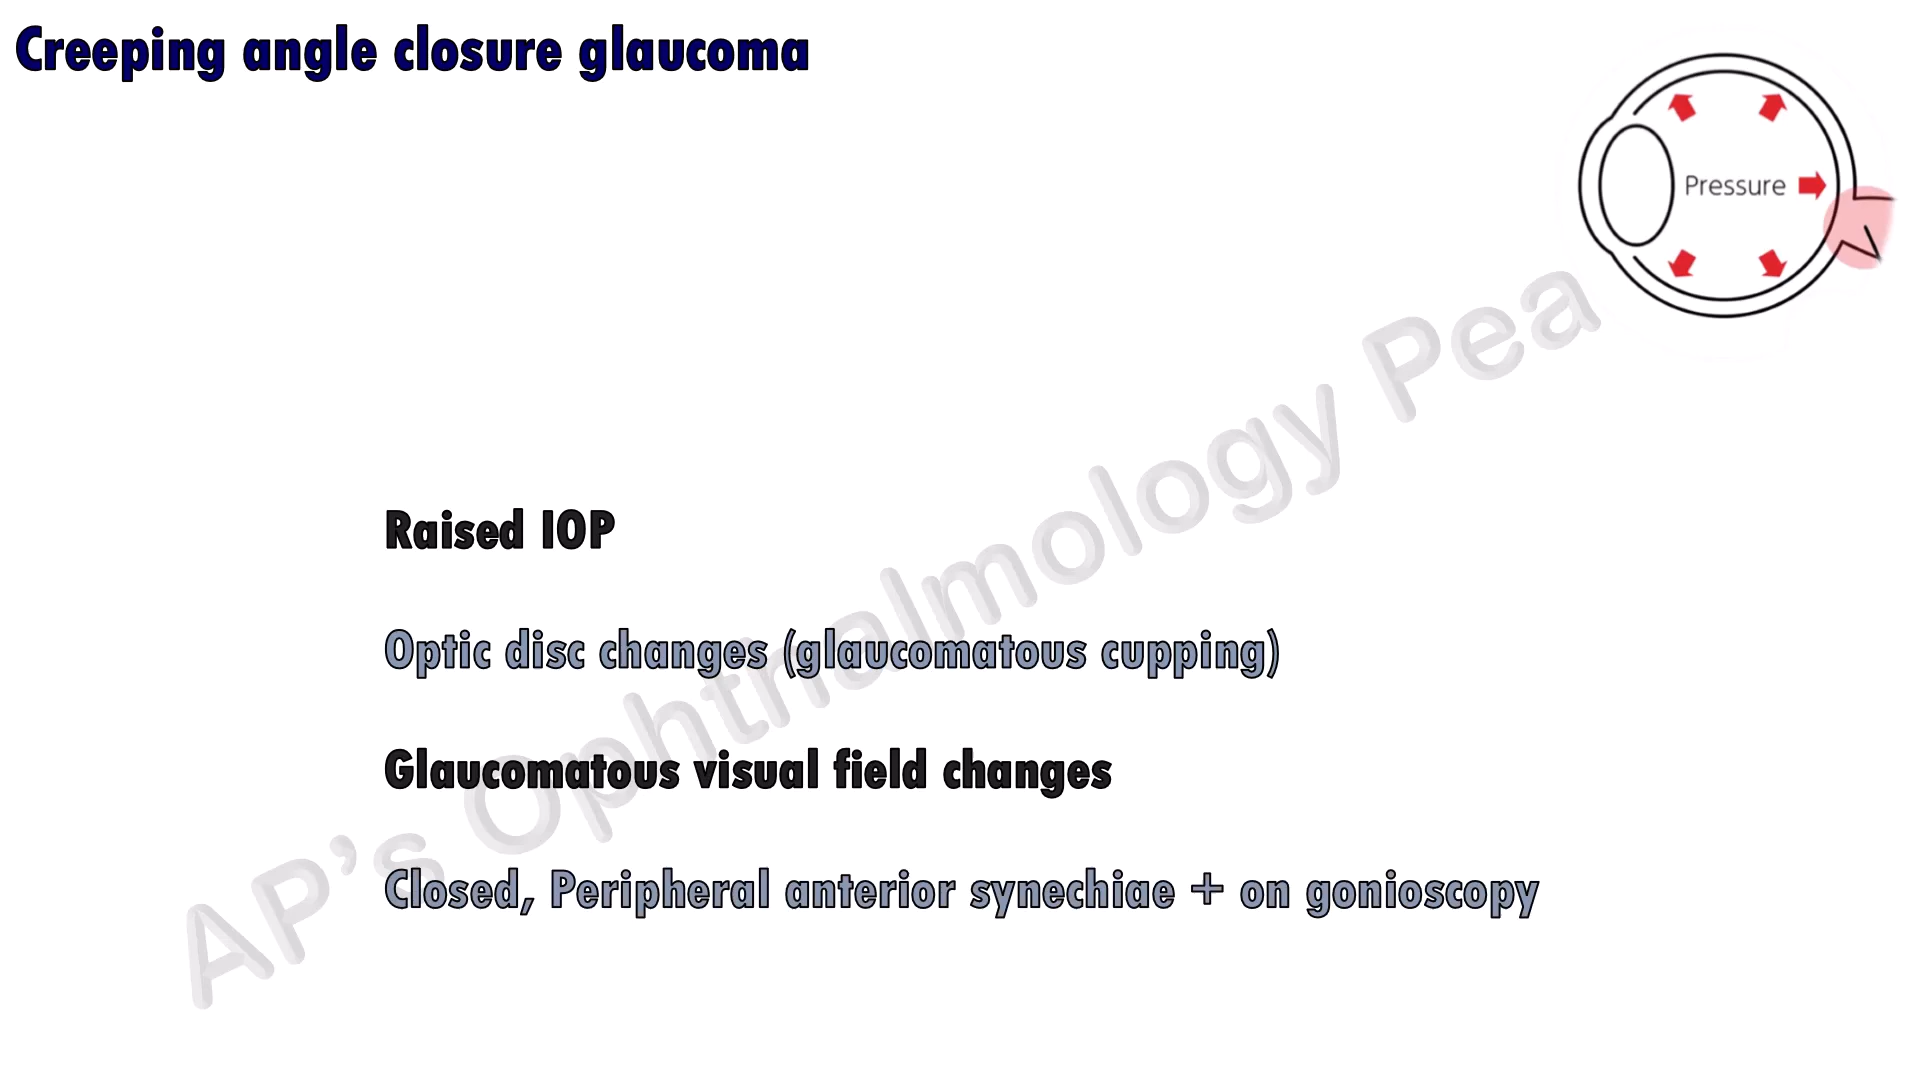 Creeping angle closure glaucoma
Pressure
Raised IOP
Optic disc changes (glaucomatous cupping)
Glaucomatous visual field changes
Closed, Peripheral anterior synechiae + on gonioscopy
AP's Ophthalmology Pea